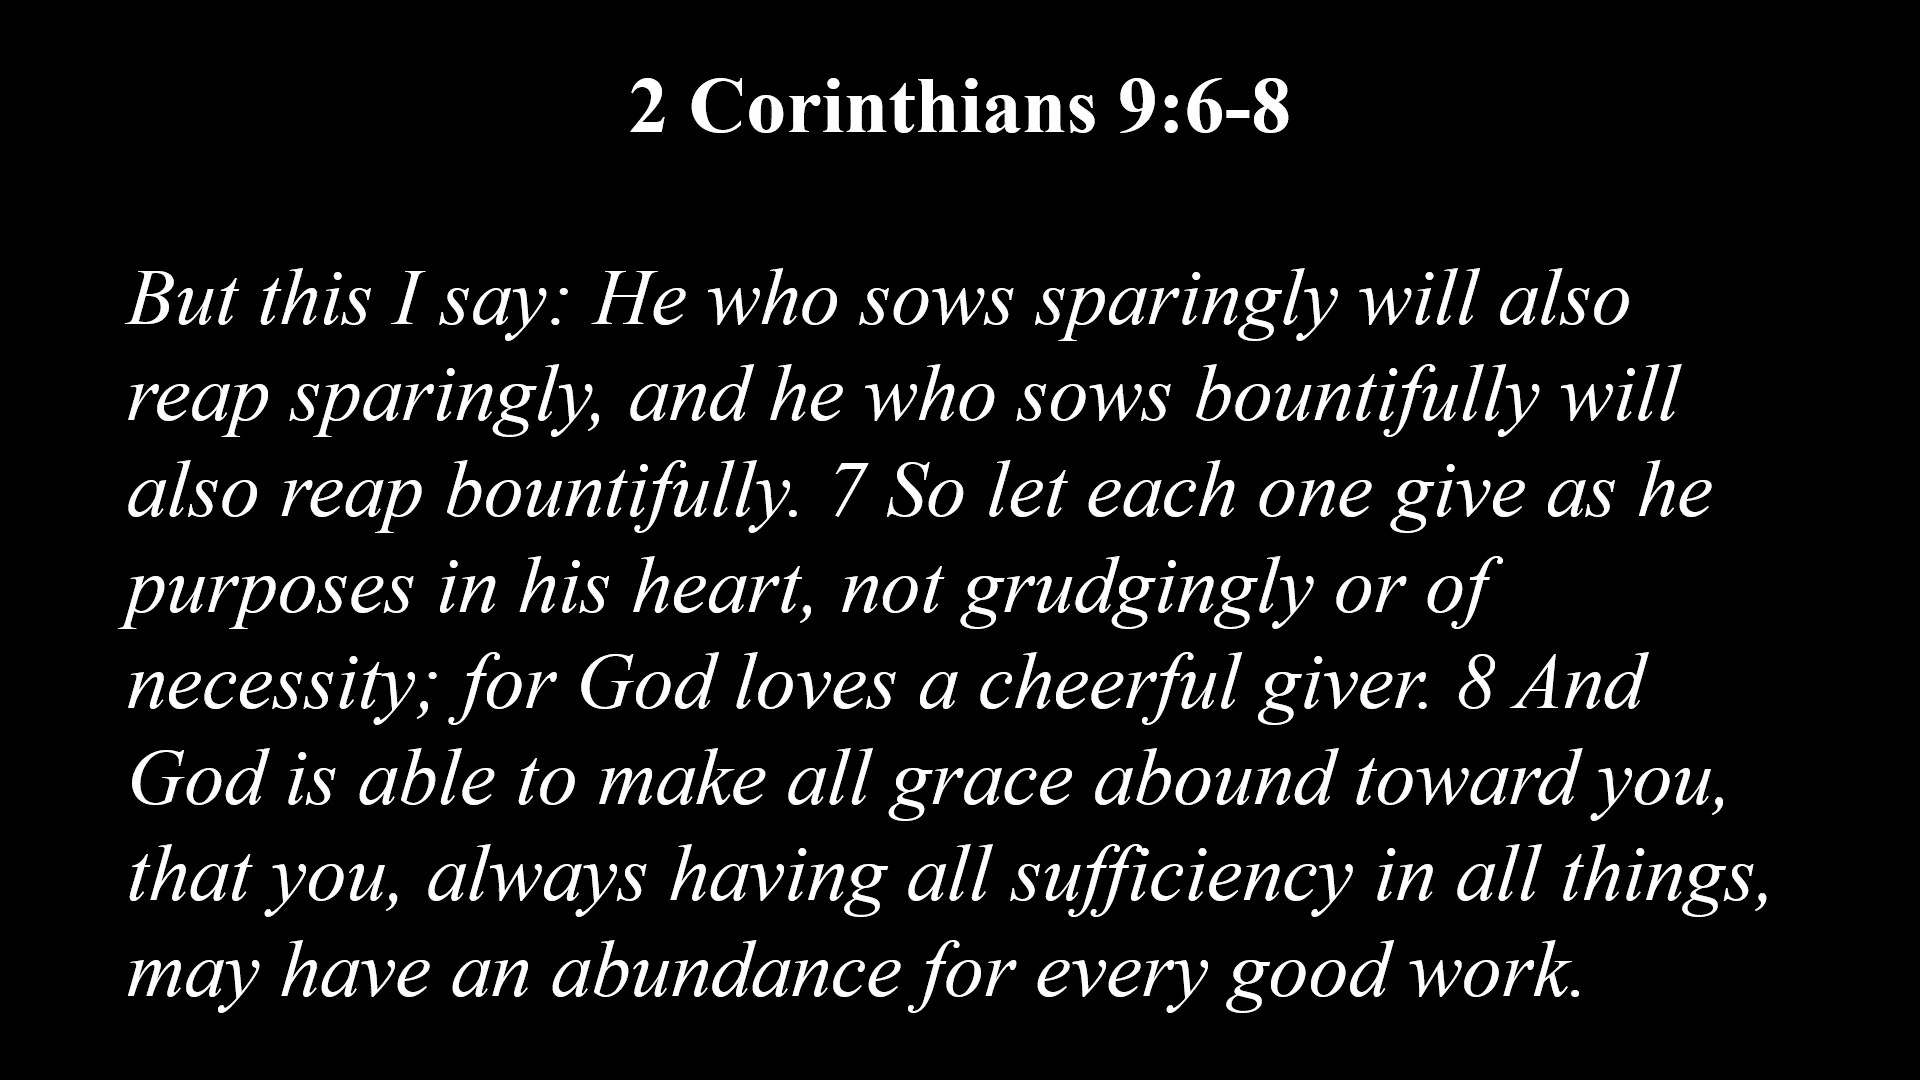 2 Corinthians 9:6-8
But this I say: He who sows sparingly will also
reap sparingly, and he who sows bountifully will
also reap bountifully. 7 So let each one give as he
purposes in his heart, not grudgingly or of
necessity; for God loves a cheerful giver. 8 And
God is able to make all grace abound toward you,
that you, always having all sufficiency in all things,
may have an abundance for every good work.